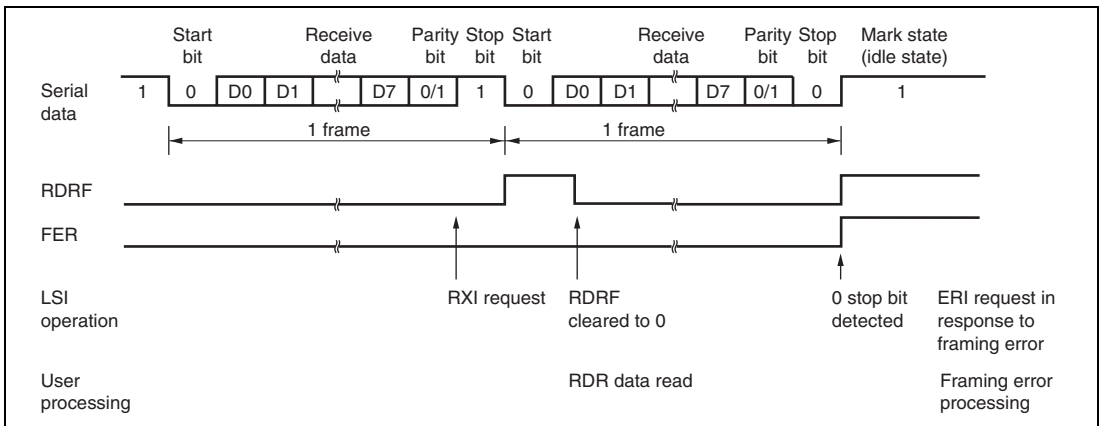 Start bit Receive data Parity bit Stop bit Start bit Receive data Parity bit Stop bit Mark state (idle state)
Serial data 1 0 D0 D1 D7 0/1 1 0 D0 D1 D7 0/1 0 1
1 frame 1 frame
RDRF
FER
LSI operation RXI request RDRF cleared to 0 0 stop bit detected ERI request in response to framing error
User processing RDR data read Framing error processing